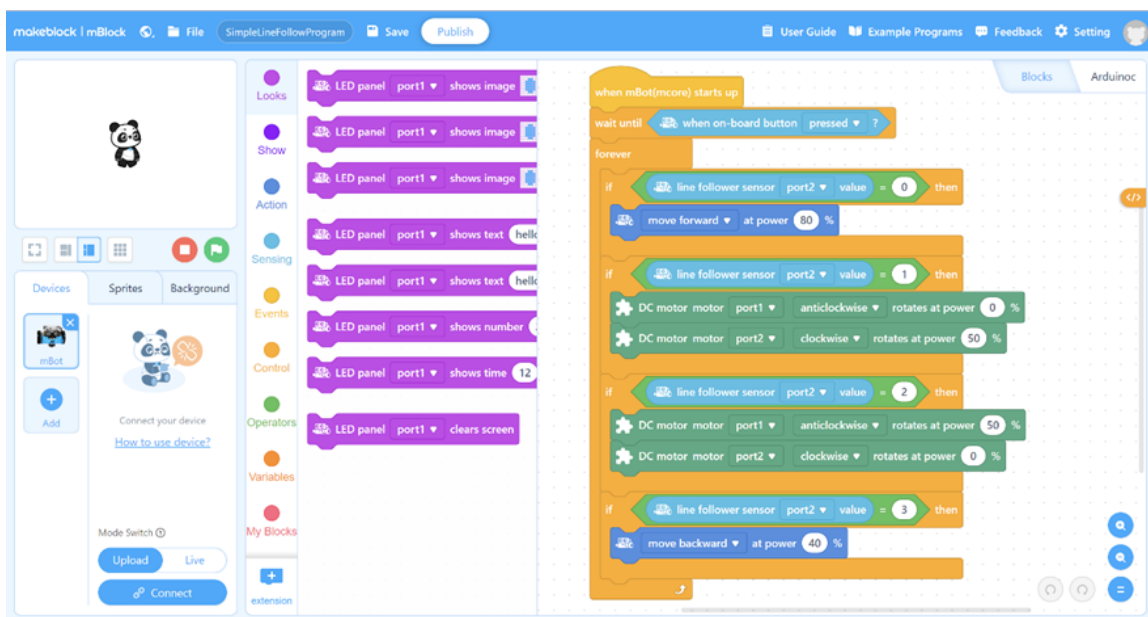 makeblock | mBlock File SimpleLineFollowProgram Save Publish User Guide Example Programs Feedback Setting
Blocks Arduinoc
Looks
Show
Action
Sensing
Events
Control
Operators
Variables
My Blocks
extension
LED panel port1 shows image
LED panel port1 shows image
LED panel port1 shows image
LED panel port1 shows text hello
LED panel port1 shows text hello
LED panel port1 shows number
LED panel port1 shows time 12
LED panel port1 clears screen
when mBot(mcore) starts up
wait until when on-board button pressed ?
forever
if line follower sensor port2 value = 0 then
move forward at power 80 %
if line follower sensor port2 value = 1 then
DC motor motor port1 anticlockwise rotates at power 0 %
DC motor motor port2 clockwise rotates at power 50 %
if line follower sensor port2 value = 2 then
DC motor motor port1 anticlockwise rotates at power 50 %
DC motor motor port2 clockwise rotates at power 0 %
if line follower sensor port2 value = 3 then
move backward at power 40 %
Devices Sprites Background
mBot
Add
Connect your device
How to use device?
Mode Switch
Upload Live
Connect